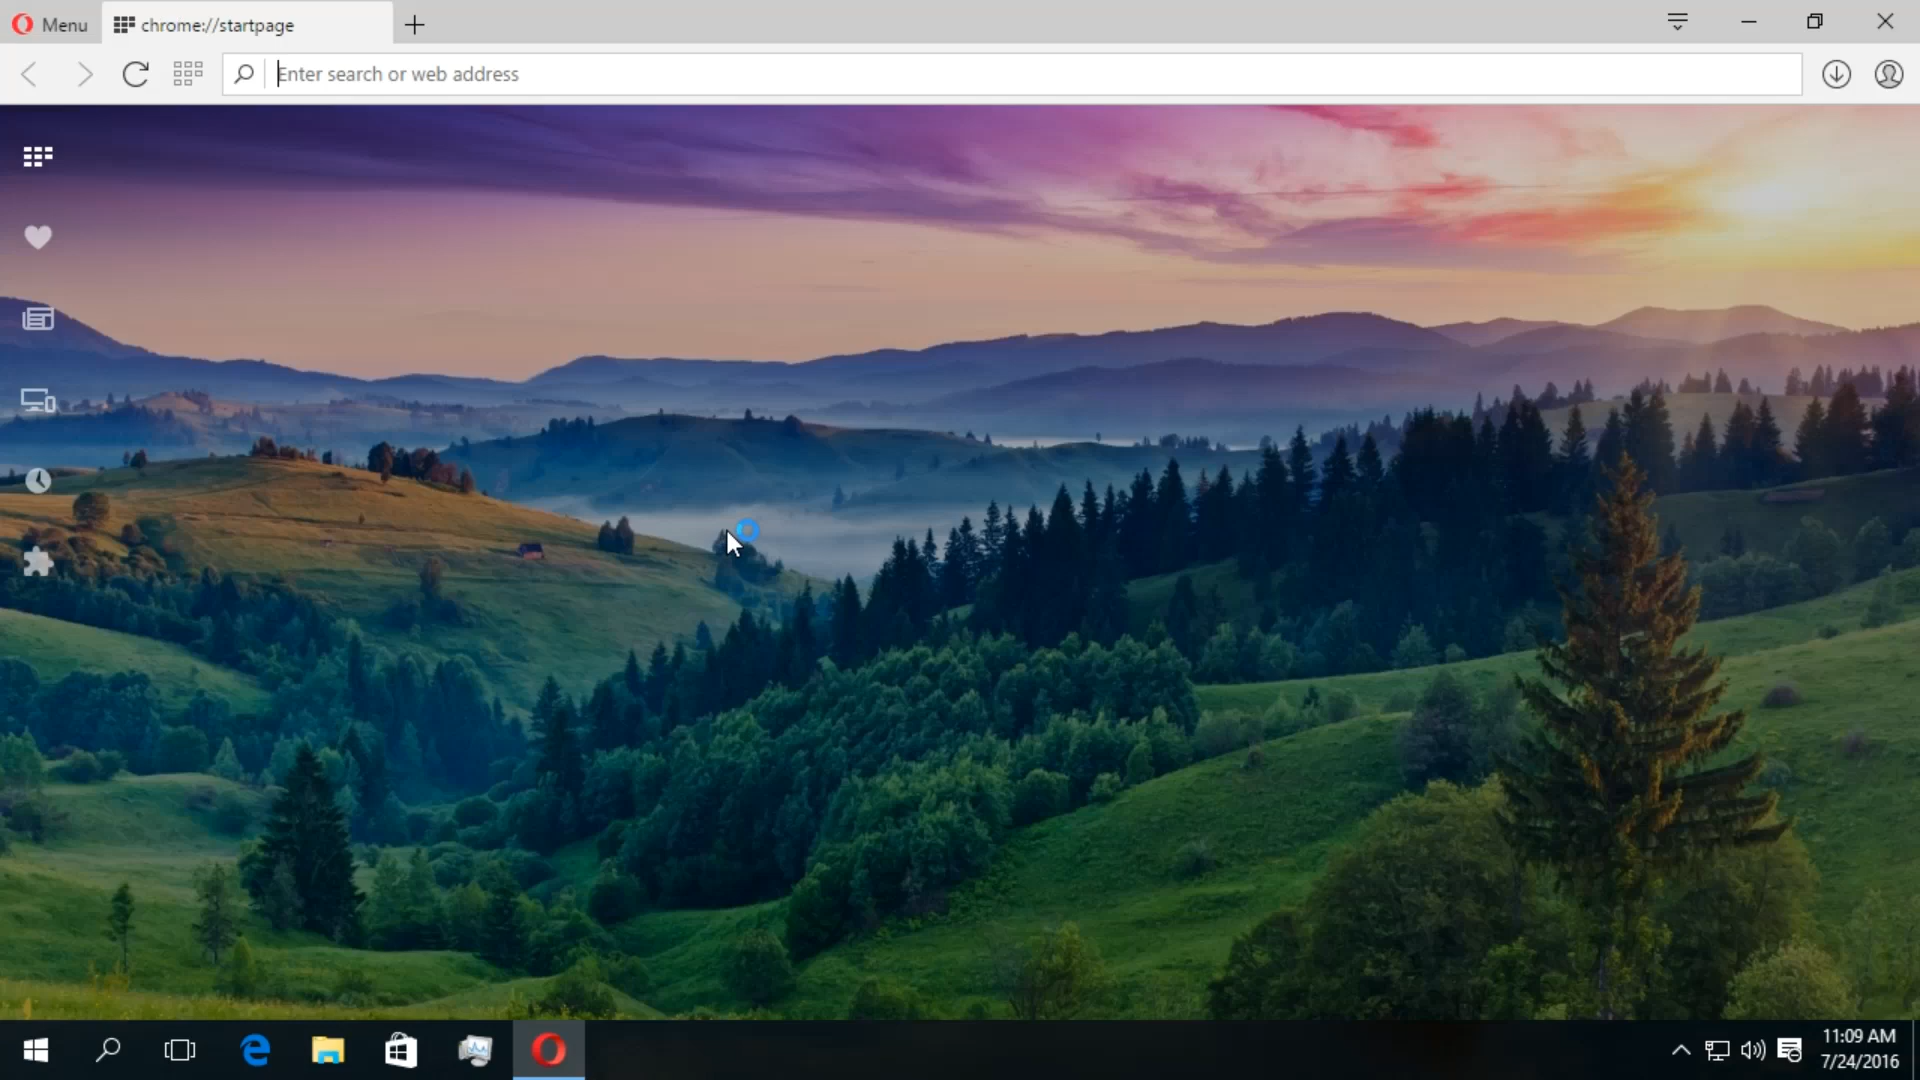 Menu
chrome://startpage
Enter search or web address
11:09 AM
7/24/2016